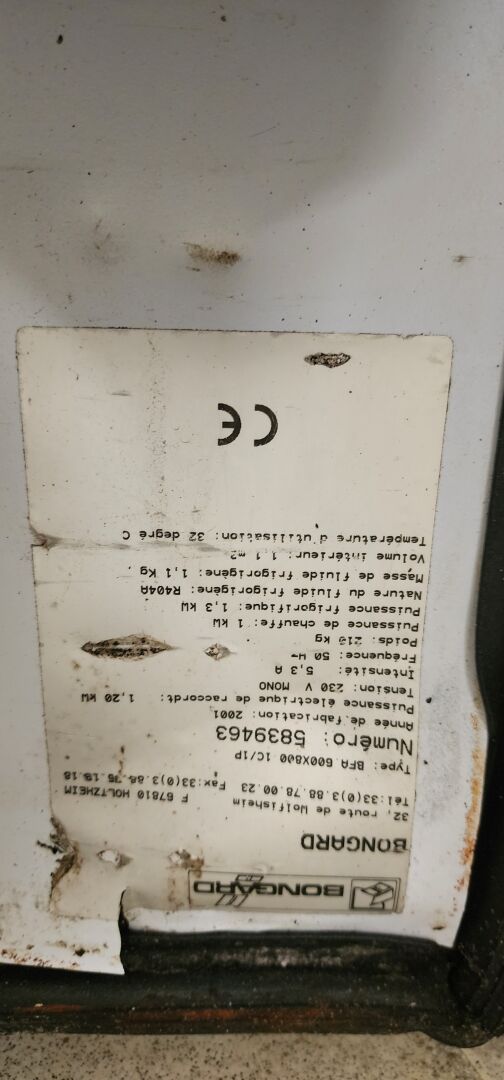 BONGARD
BONGARD
32, route de Wolfisheim F 67810 HOLTZHEIM
Tél:33(0)3.88.78.00.23 Fax:33(0)3.88.76.19.18
Type: BFA 600X800 1C/1P
Numéro: 5839463
Année de fabrication: 2001
Puissance électrique de raccordt: 1,20 kW
Tension: 230 V MONO
Intensité: 5,3 A
Fréquence: 50 H~
Poids: 210 Kg
Puissance de chauffe: 1 kW
Puissance frigorifique: 1,3 kW
Nature du fluide frigorigène: R404A
Masse de fluide frigorigène: 1,1 Kg
Volume intérieur: 1,1 m2
Température d'utilisation: 32 degré C
CE